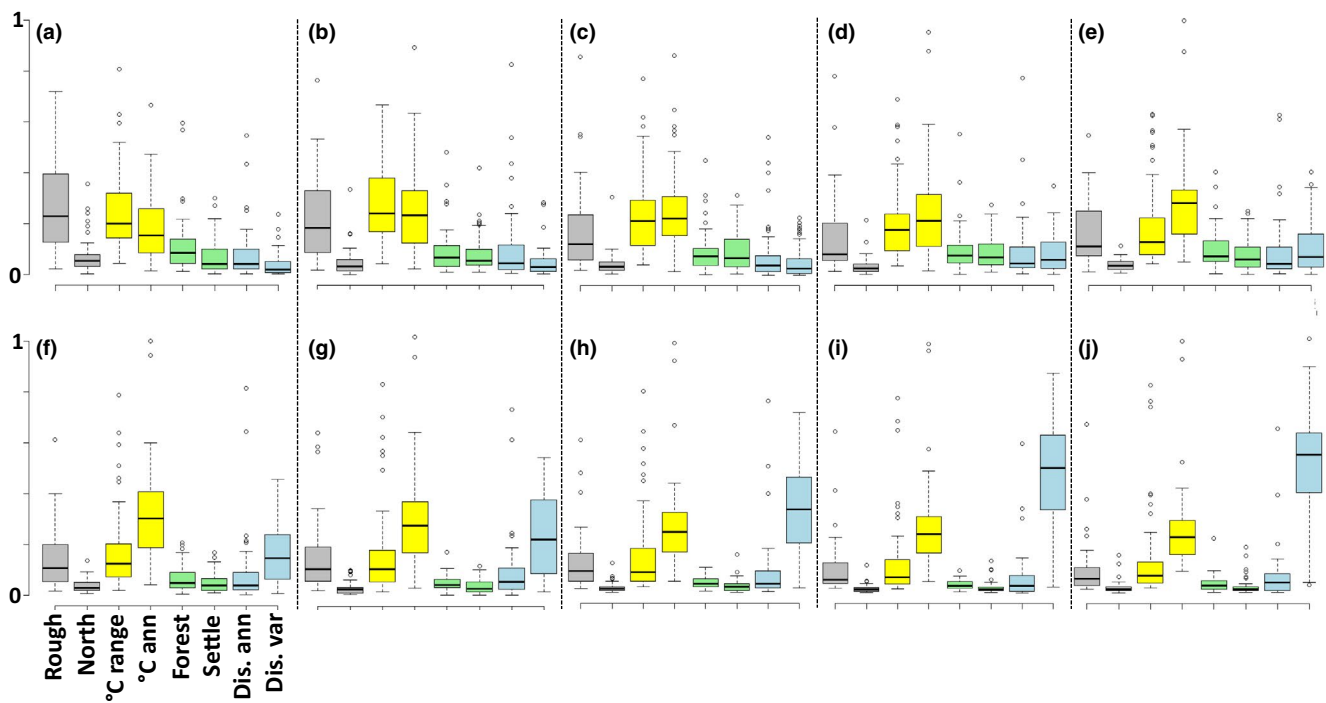 1 (a) (b) (c) (d) (e)
0
1 (f) (g) (h) (i) (j)
0
Rough
North
°C range
°C ann
Forest
Settle
Dis. ann
Dis. var